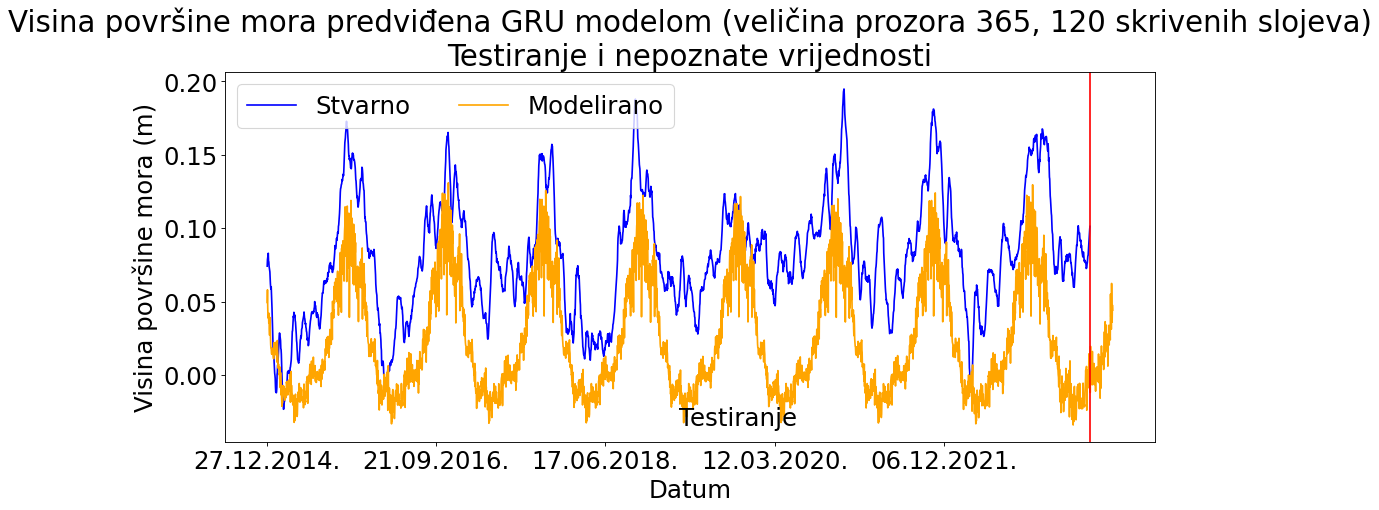 Visina površine mora predviđena GRU modelom (veličina prozora 365, 120 skrivenih slojeva)
Testiranje i nepoznate vrijednosti
Stvarno
Modelirano
Visina površine mora (m)
0.20
0.15
0.10
0.05
0.00
Testiranje
27.12.2014.
21.09.2016.
17.06.2018.
12.03.2020.
06.12.2021.
Datum